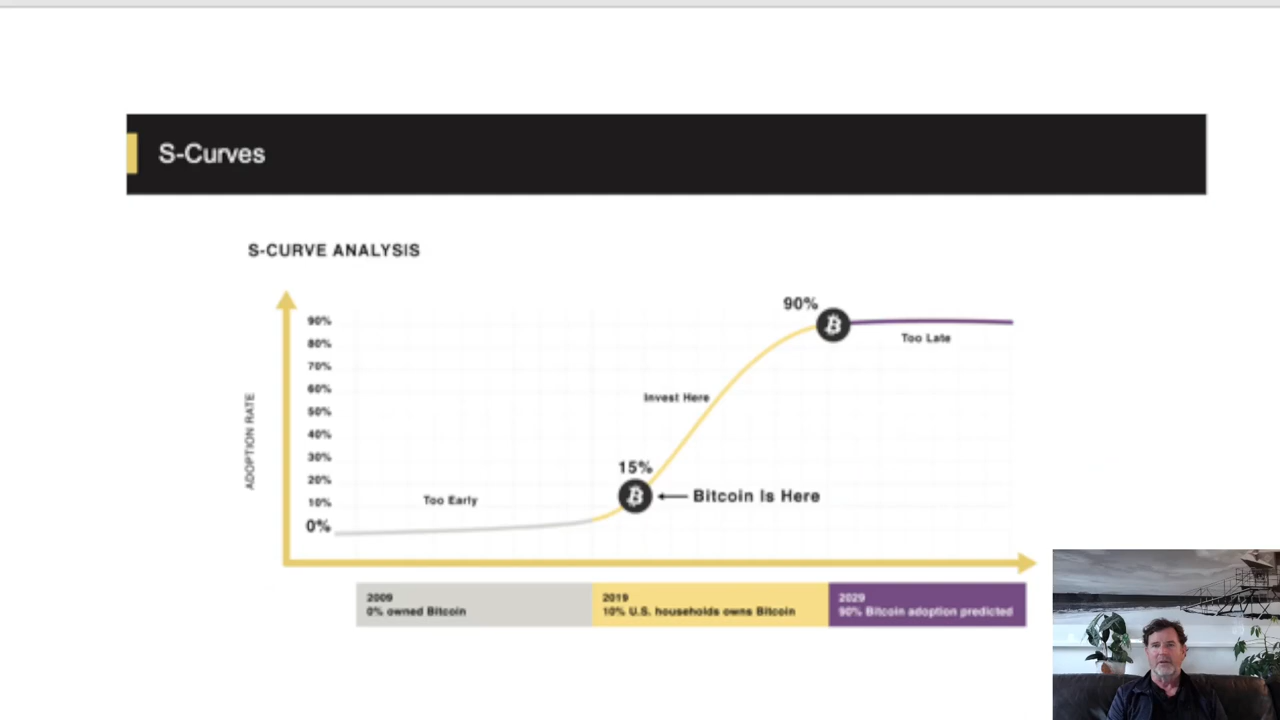 S-Curves
S-CURVE ANALYSIS
90%
90%
80%
Too Late
70%
60%
Invest Here
50%
40%
30%
15%
20%
Bitcoin Is Here
Too Early
10%
0%
ADOPTION RATE
2009
0% owned Bitcoin
2019
10% U.S. households owns Bitcoin
2029
90% Bitcoin adoption predicted